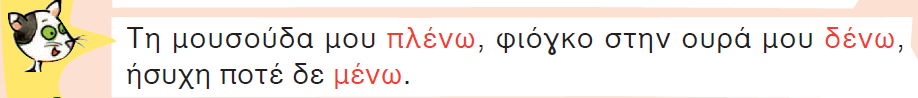 Τη μουσούδα μου πλένω, φιόγκο στην ουρά μου δένω,
ήσυχη ποτέ δε μένω.